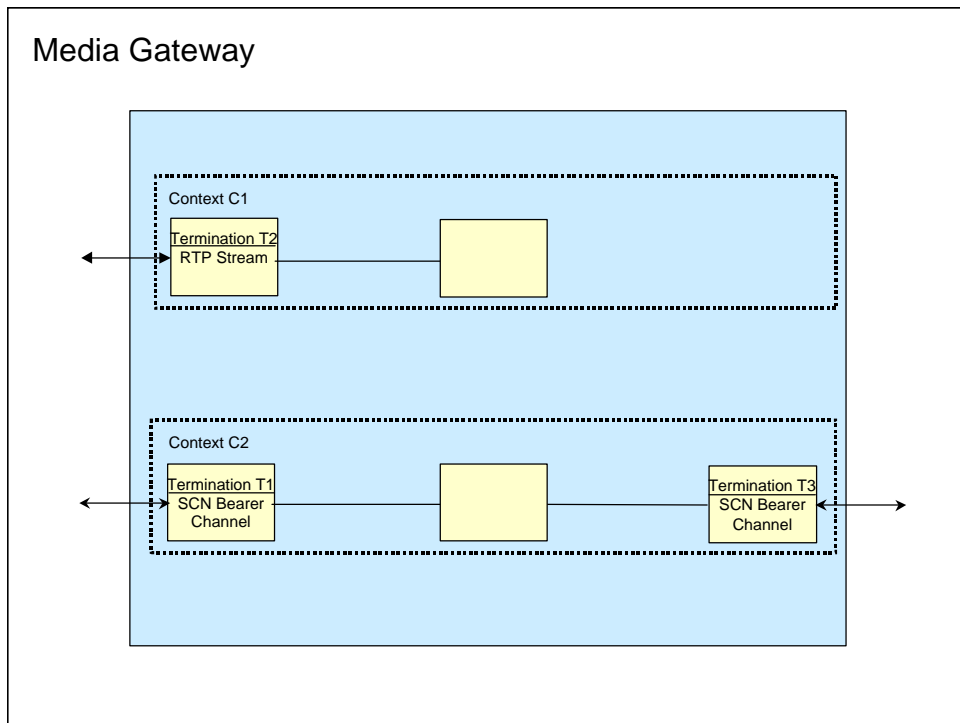 Media Gateway
Context C1
Termination T2
RTP Stream
Context C2
Termination T1
SCN Bearer
Channel
Termination T3
SCN Bearer
Channel